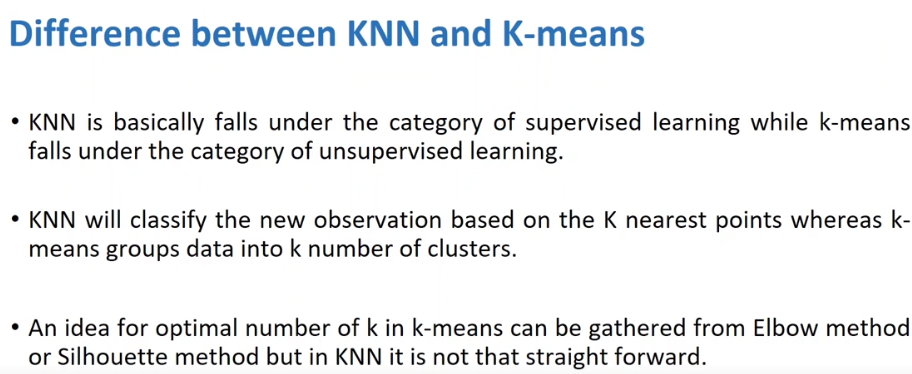 Difference between KNN and K-means
• KNN is basically falls under the category of supervised learning while k-means
falls under the category of unsupervised learning.
• KNN will classify the new observation based on the K nearest points whereas k-
means groups data into k number of clusters.
• An idea for optimal number of k in k-means can be gathered from Elbow method
or Silhouette method but in KNN it is not that straight forward.